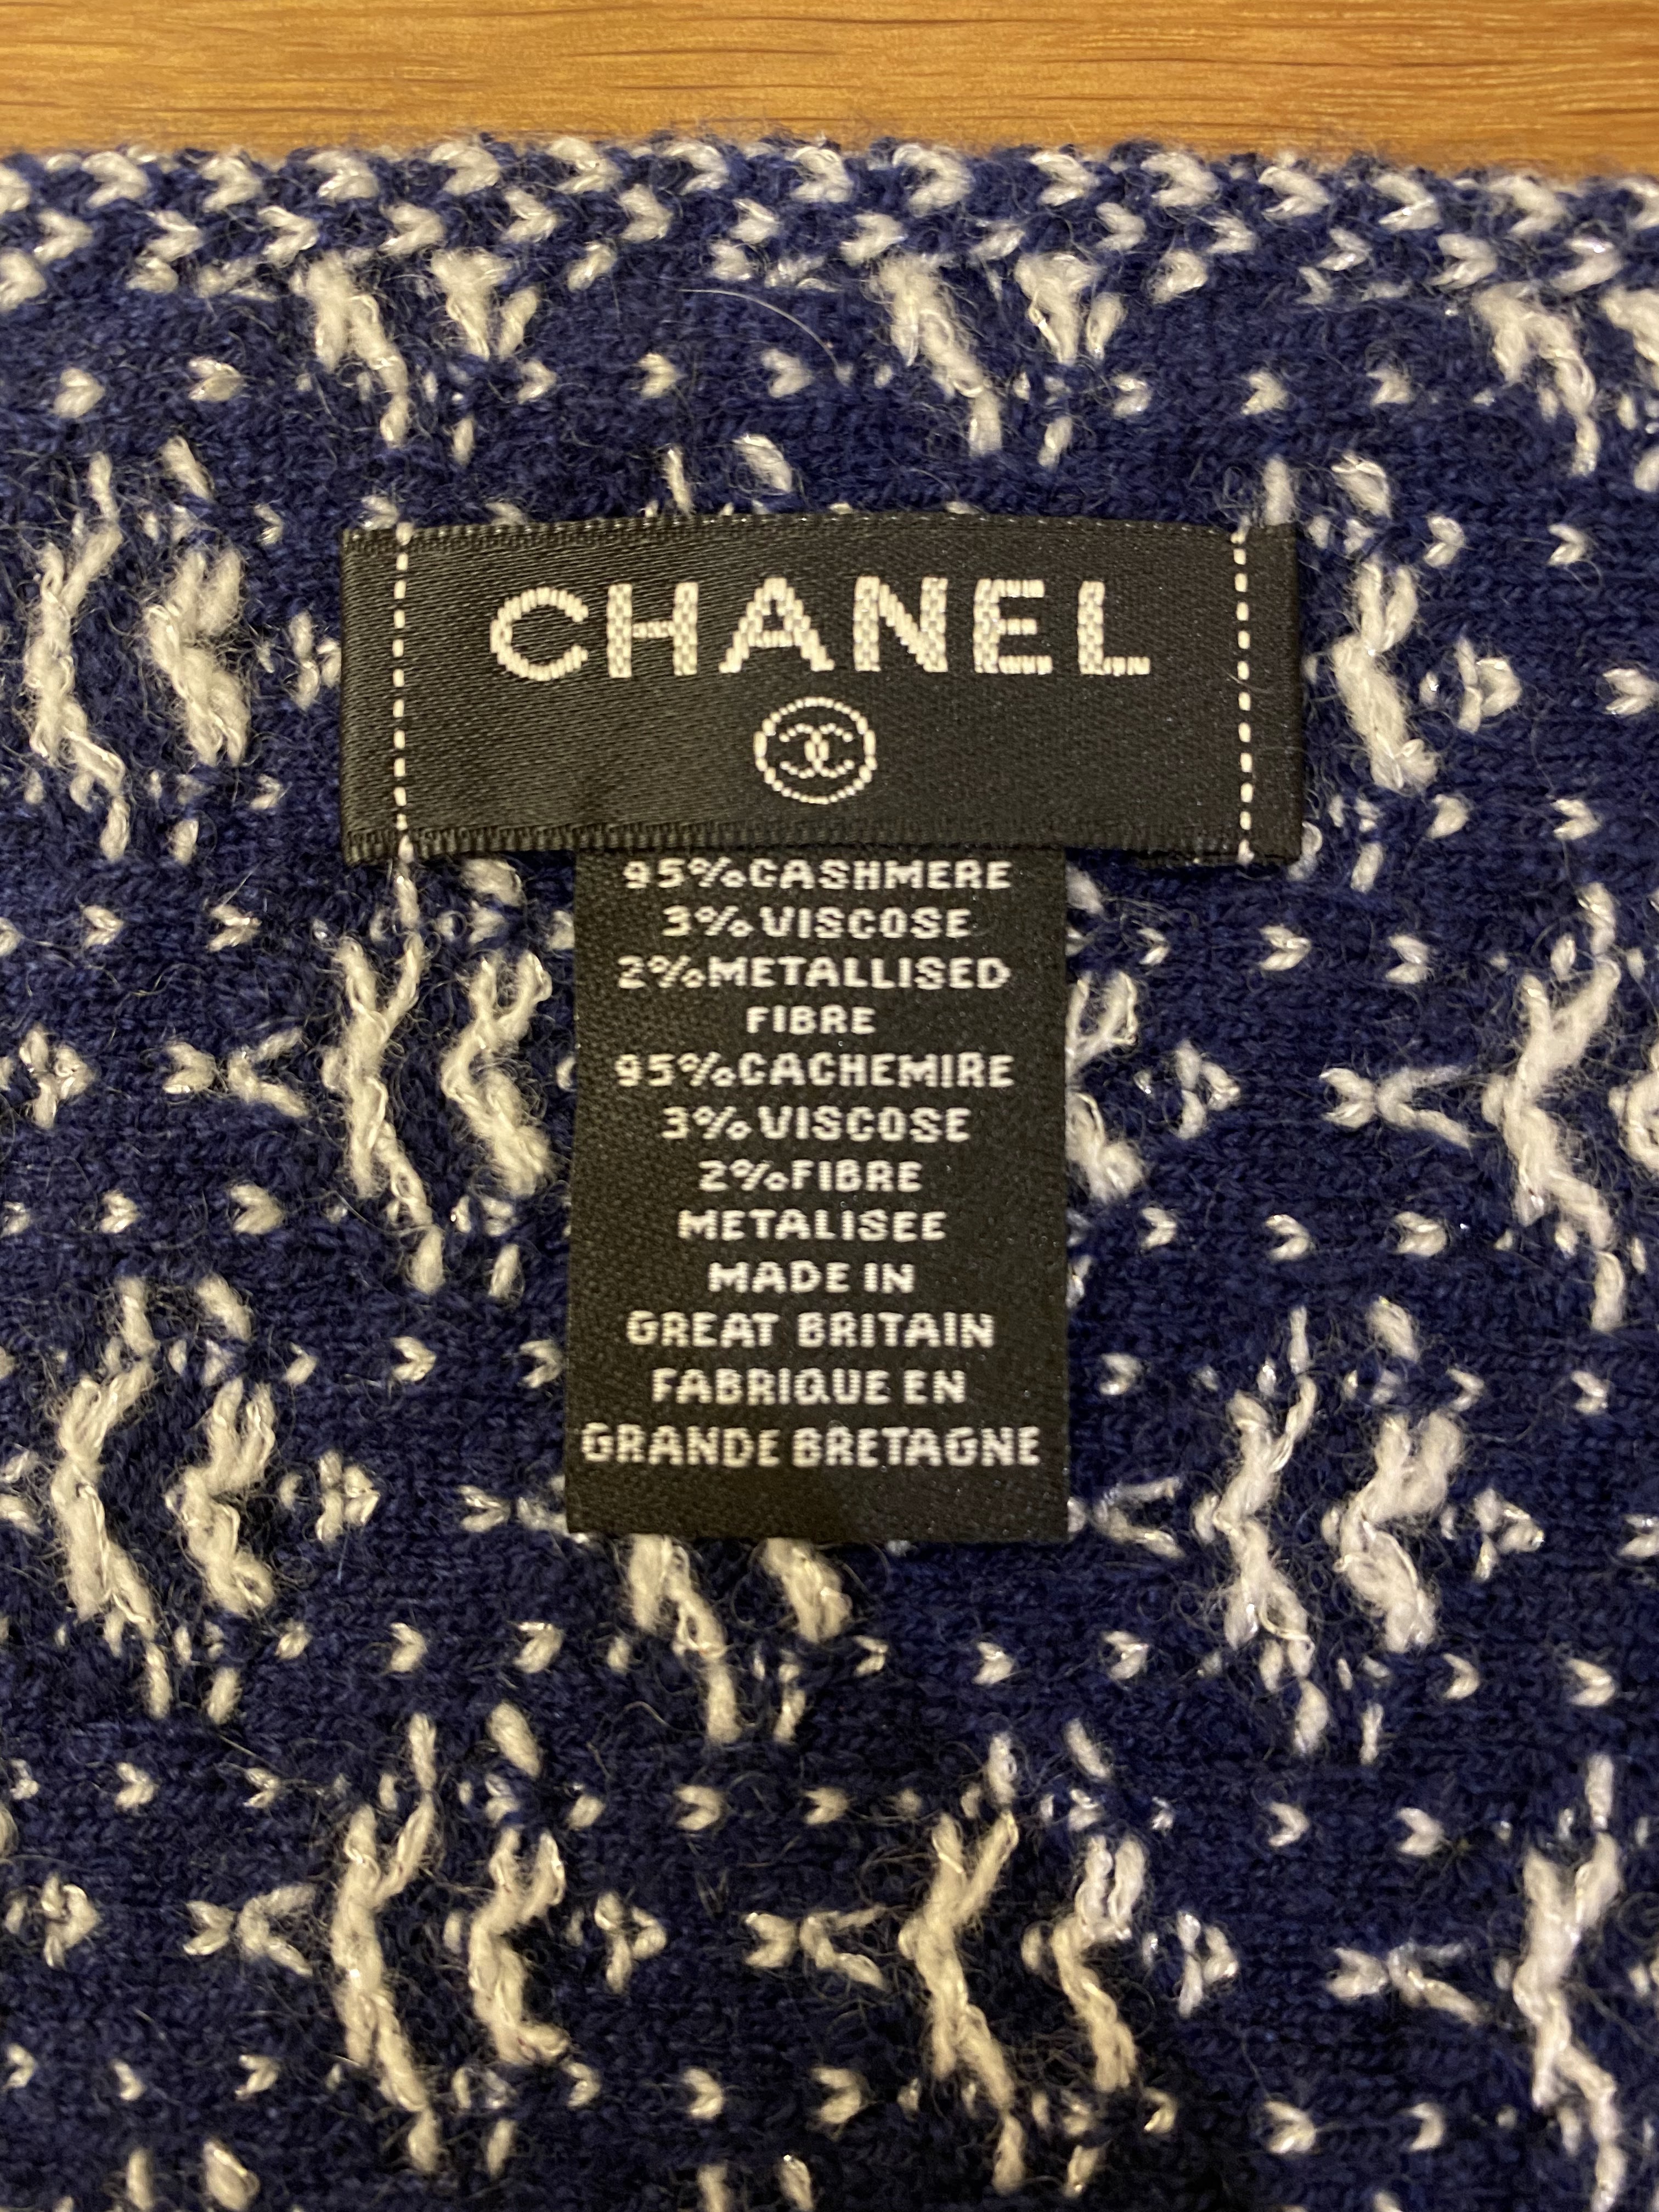 CHANEL
95%CASHMERE
3%VISCOSE
2%METALLISED
FIBRE
95%CACHEMIRE
3%VISCOSE
2%FIBRE
METALISEE
MADE IN
GREAT BRITAIN
FABRIQUE EN
GRANDE BRETAGNE